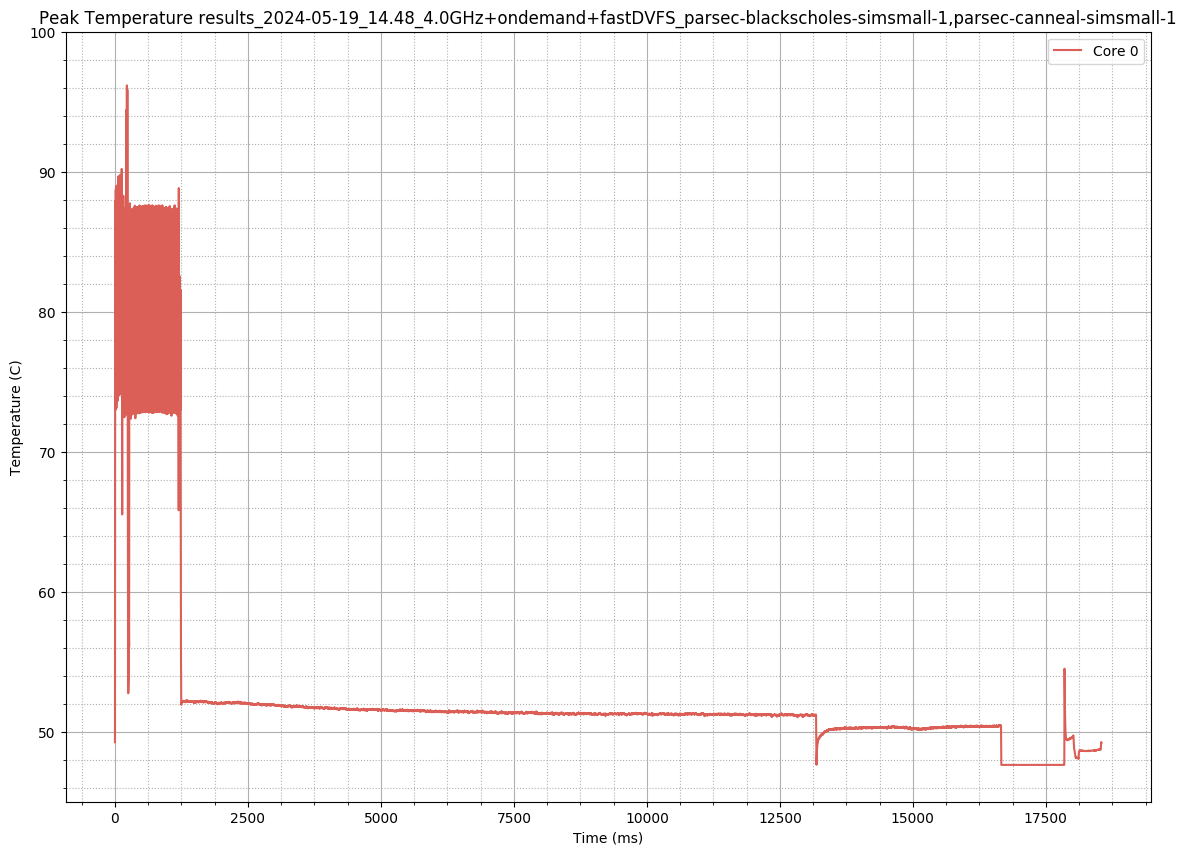 Peak Temperature results_2024-05-19_14.48_4.0GHz+ondemand+fastDVFS_parsec-blackscholes-simsmall-1,parsec-canneal-simsmall-1
Core 0
100
90
80
70
60
50
Temperature (C)
0 2500 5000 7500 10000 12500 15000 17500
Time (ms)